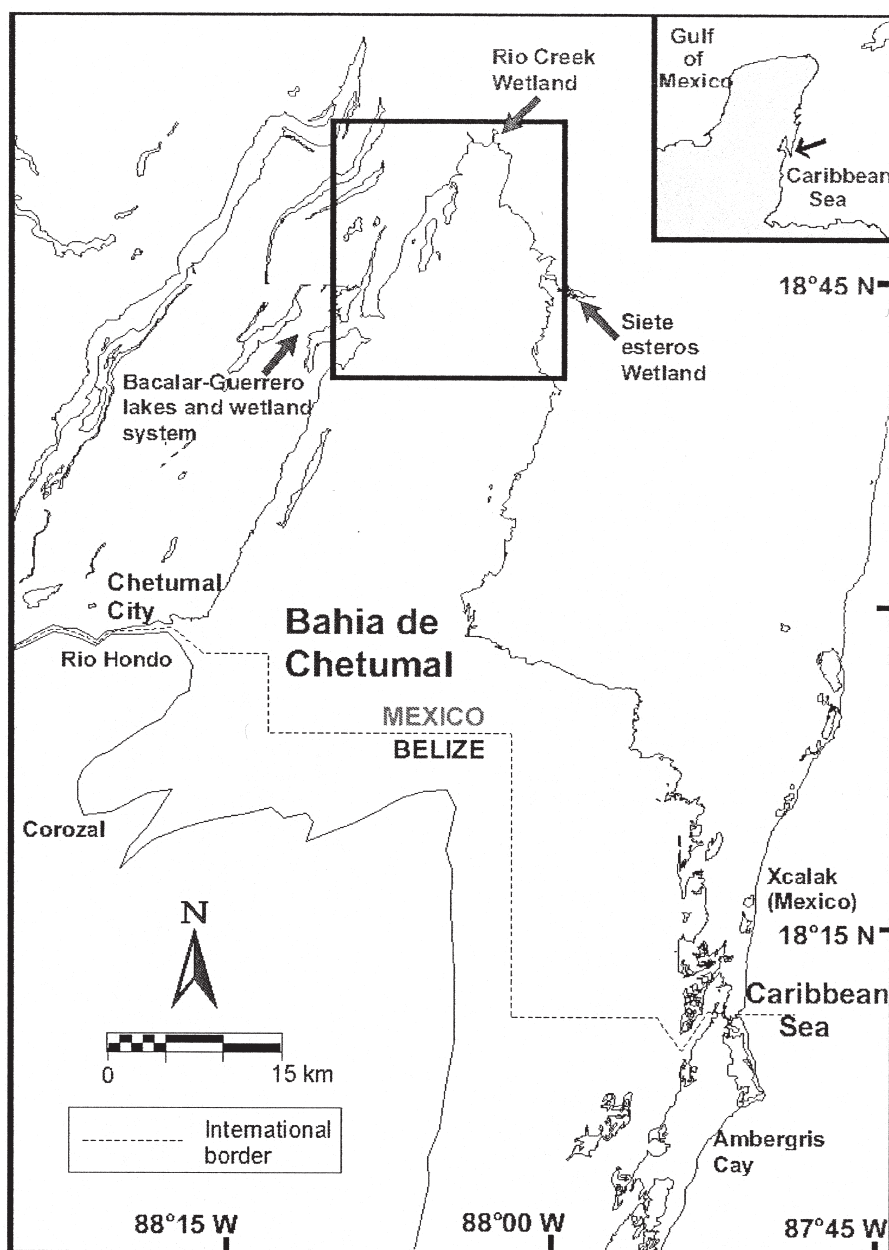 Rio Creek
Wetland
Gulf
of
Mexico
Caribbean
Sea
18°45 N
Siete
esteros
Wetland
Bacalar-Guerrero
lakes and wetland
system
Chetumal
City
Bahia de
Chetumal
Rio Hondo
MEXICO
BELIZE
Corozal
Xcalak
(Mexico)
N
18°15 N
Caribbean
Sea
0 15 km
International
border
Ambergris
Cay
88°15 W
88°00 W
87°45 W